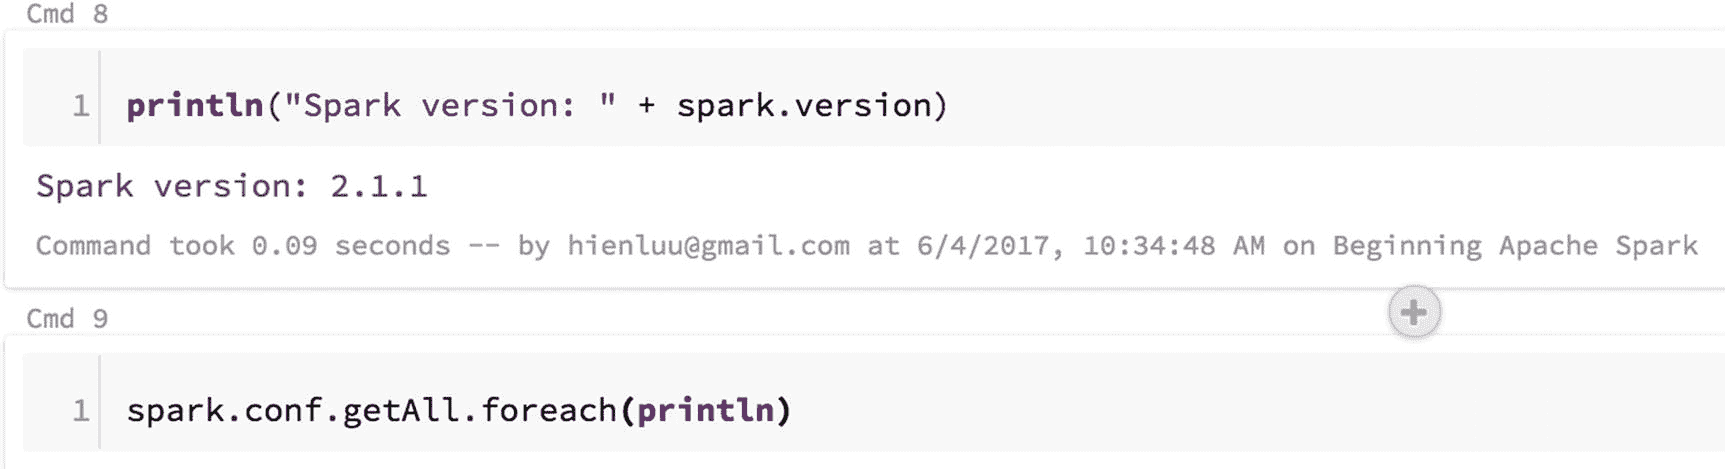 Cmd 8
1 println("Spark version: " + spark.version)
Spark version: 2.1.1
Command took 0.09 seconds -- by hienluu@gmail.com at 6/4/2017, 10:34:48 AM on Beginning Apache Spark
Cmd 9
1 spark.conf.getAll.foreach(println)